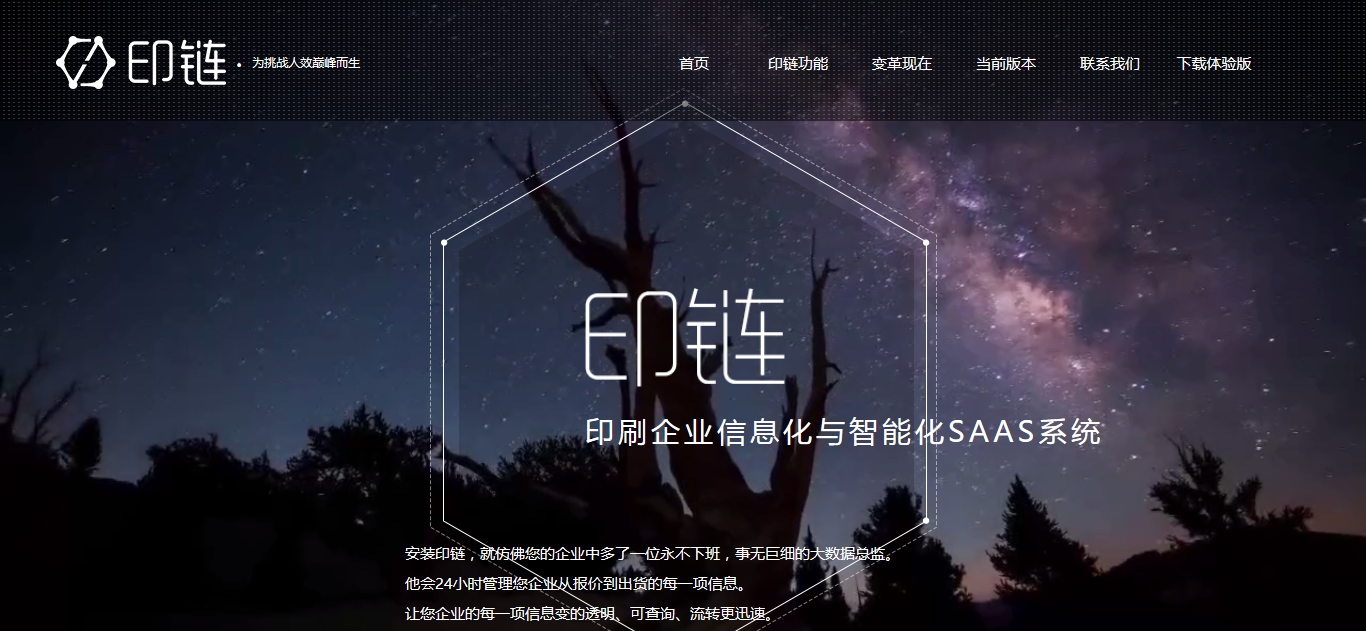 印链 · 为挑战人效巅峰而生
首页 印链功能 变革现在 当前版本 联系我们 下载体验版
印链
印刷企业信息化与智能化SAAS系统
安装印链，就仿佛您的企业中多了一位永不下班，事无巨细的大数据总监。
他会24小时管理您企业从报价到出货的每一项信息。
让您企业的每一项信息变的透明、可查询、流转更迅速。